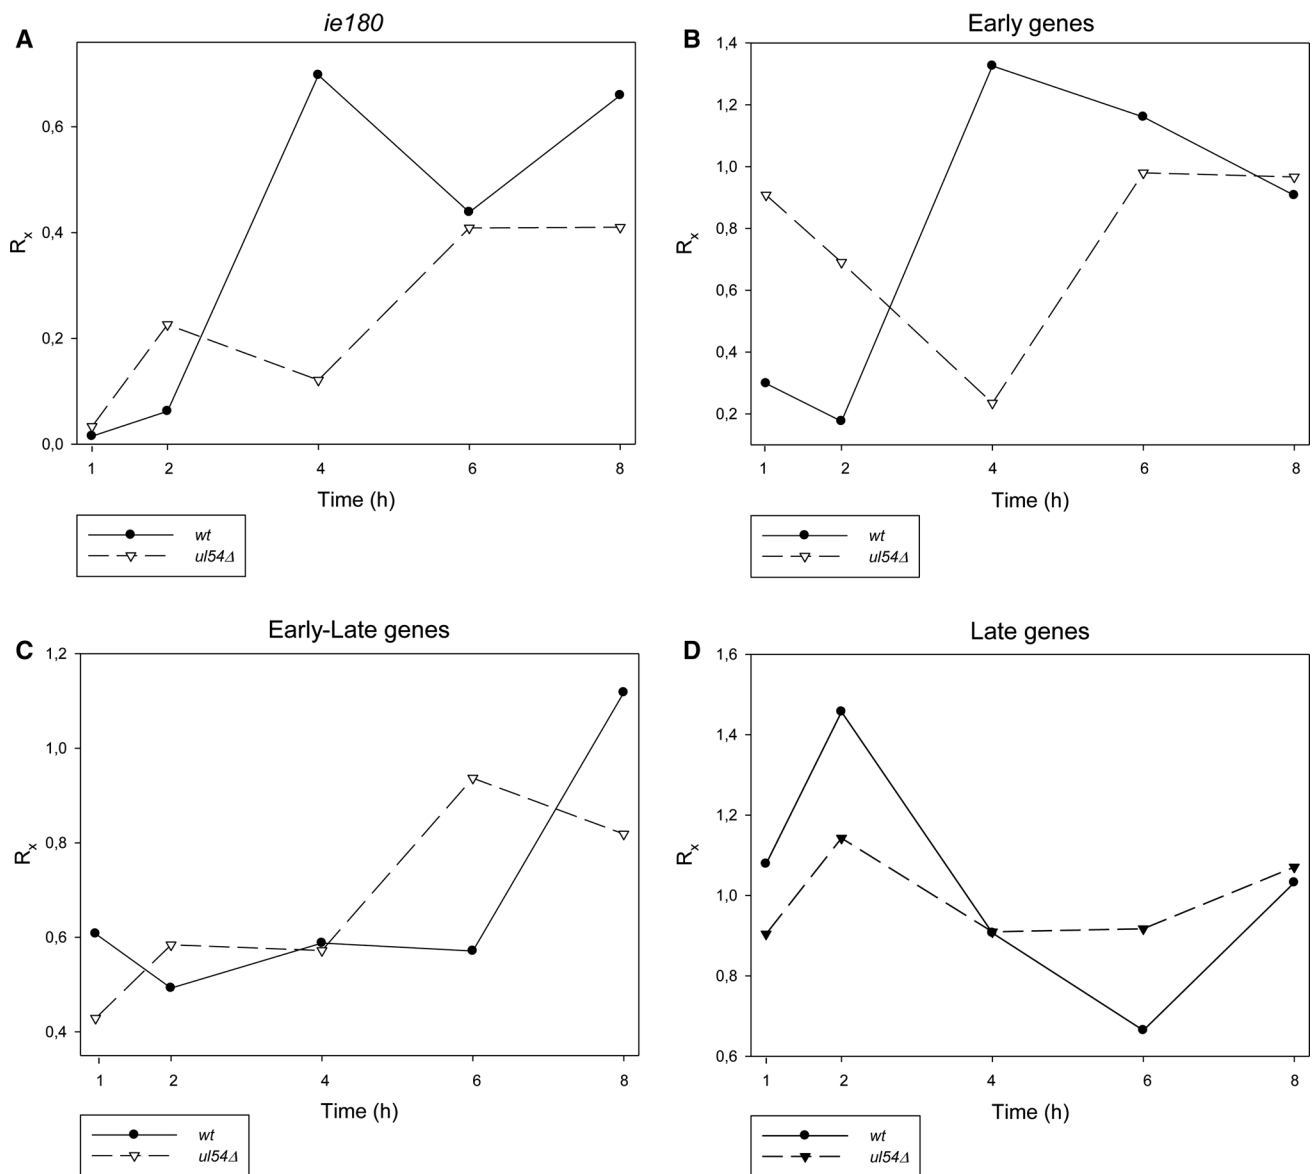 A
ie180
0,6
0,4
0,2
0,0
Rx
1 2 4 6 8
Time (h)
wt
ul54Δ
B
Early genes
1,4
1,2
1,0
0,8
0,6
0,4
0,2
Rx
1 2 4 6 8
Time (h)
wt
ul54Δ
C
Early-Late genes
1,2
1,0
0,8
0,6
0,4
Rx
1 2 4 6 8
Time (h)
wt
ul54Δ
D
Late genes
1,6
1,4
1,2
1,0
0,8
0,6
Rx
1 2 4 6 8
Time (h)
wt
ul54Δ